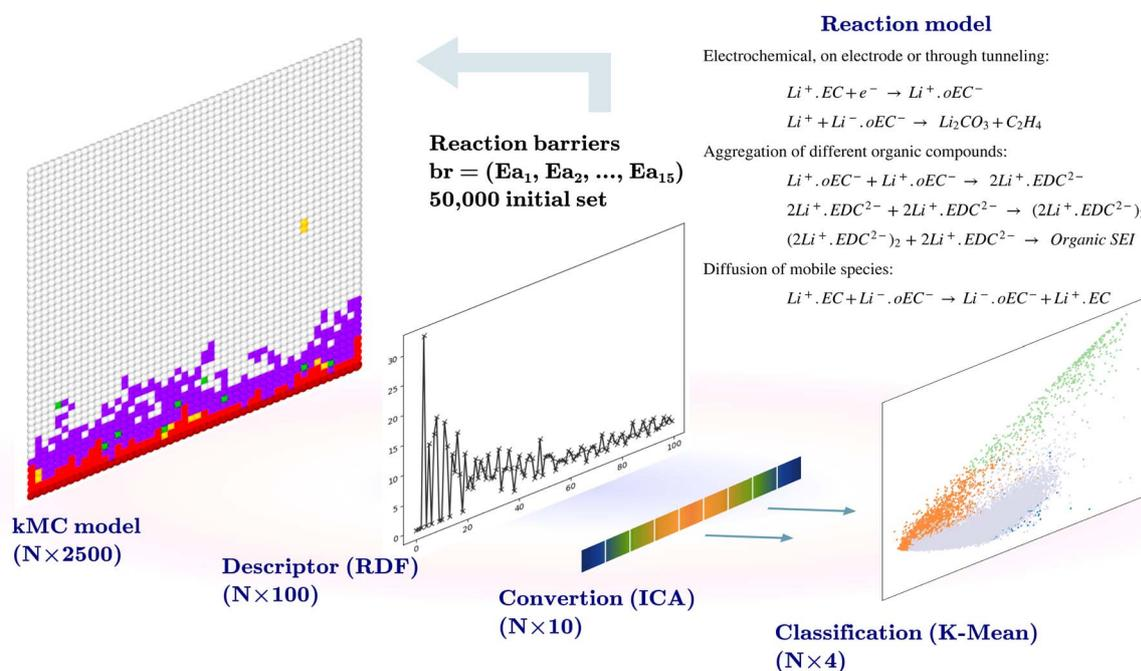 Reaction model
Electrochemical, on electrode or through tunneling:
Li⁺.EC + e⁻ → Li⁺.oEC⁻
Li⁺ + Li⁻.oEC⁻ → Li₂CO₃ + C₂H₄
Aggregation of different organic compounds:
Li⁺.oEC⁻ + Li⁺.oEC⁻ → 2Li⁺.EDC²⁻
2Li⁺.EDC²⁻ + 2Li⁺.EDC²⁻ → (2Li⁺.EDC²⁻)
(2Li⁺.EDC²⁻)₂ + 2Li⁺.EDC²⁻ → Organic SEI
Diffusion of mobile species:
Li⁺.EC + Li⁻.oEC⁻ → Li⁻.oEC⁻ + Li⁺.EC
Reaction barriers
br = (Ea₁, Ea₂, ..., Ea₁₅)
50,000 initial set
kMC model
(N×2500)
30
25
20
15
10
5
0
0
20
40
60
80
100
Descriptor (RDF)
(N×100)
Convertion (ICA)
(N×10)
Classification (K-Mean)
(N×4)